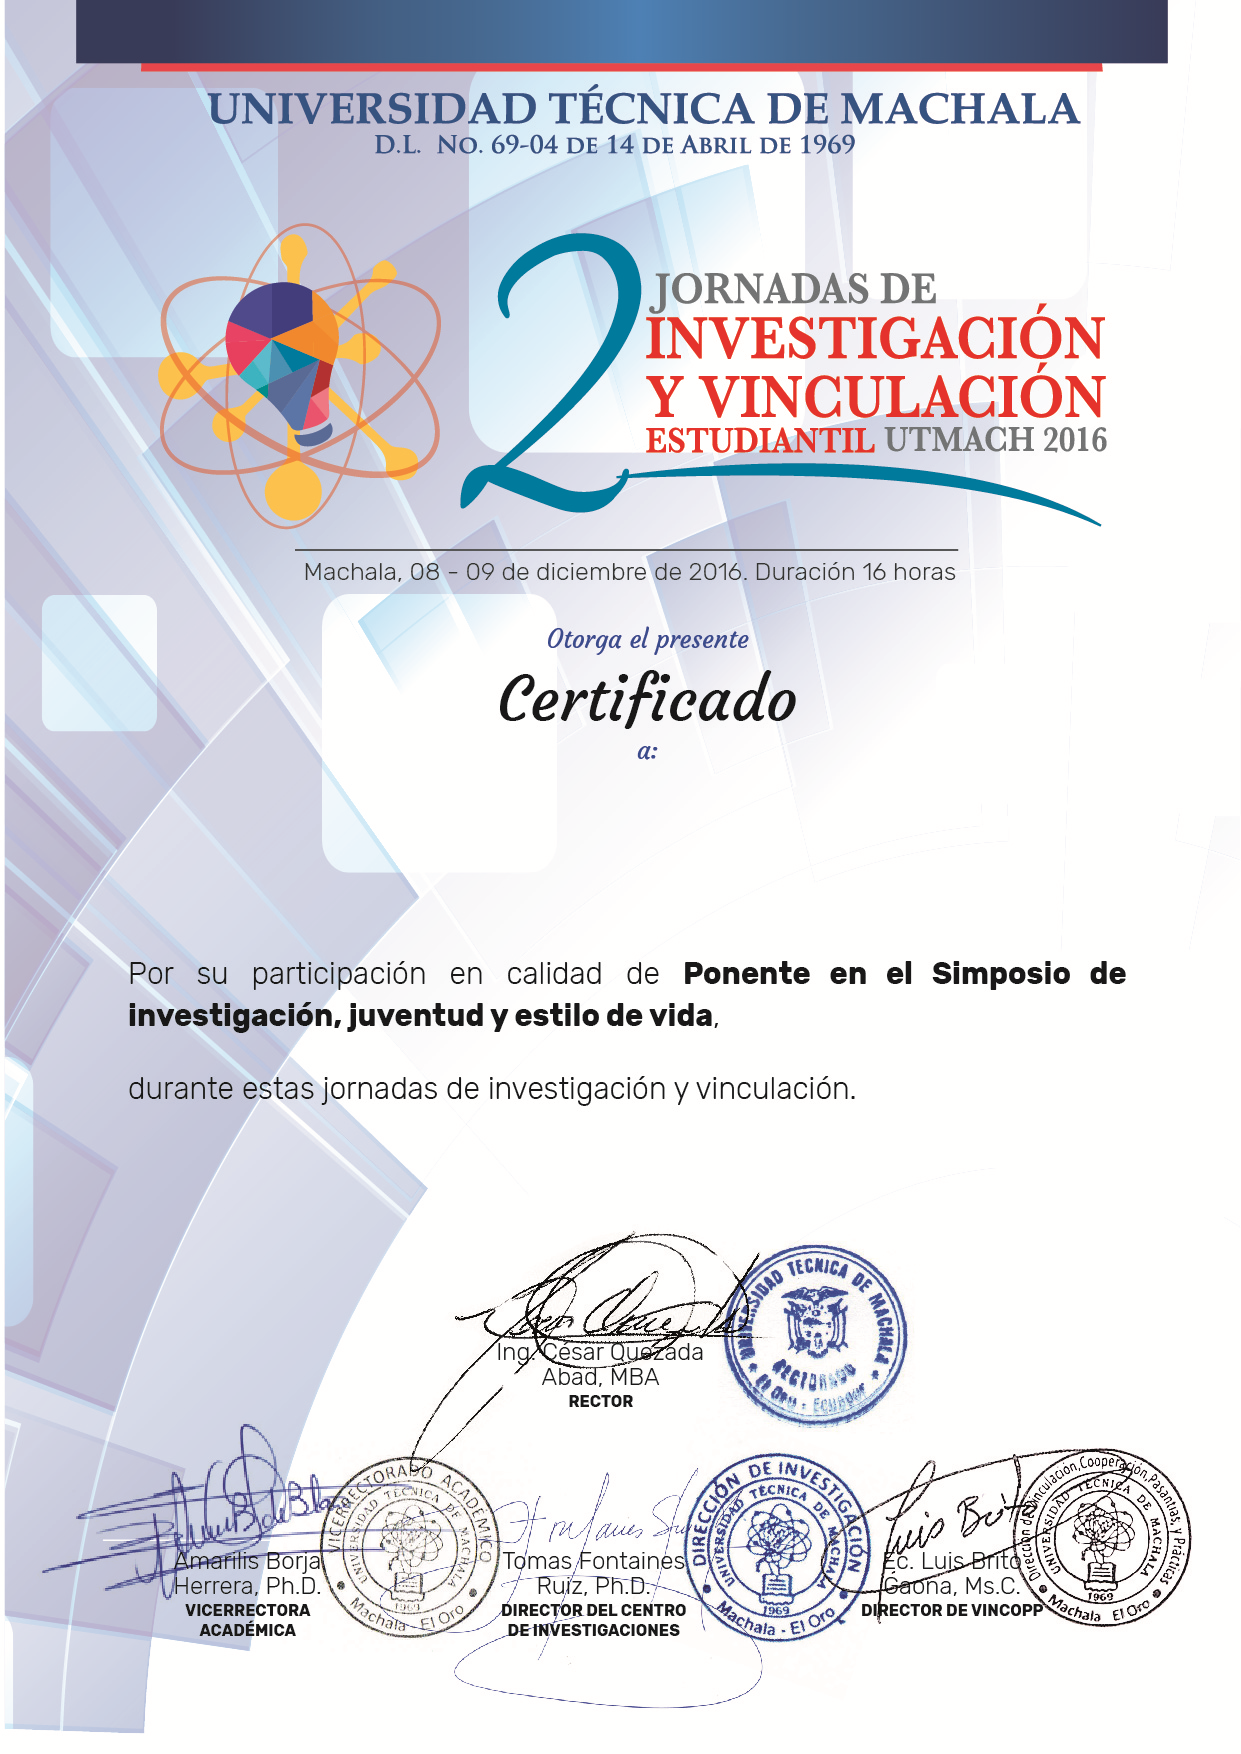 UNIVERSIDAD TÉCNICA DE MACHALA
D.L. No. 69-04 DE 14 DE ABRIL DE 1969
2 JORNADAS DE
INVESTIGACIÓN
Y VINCULACIÓN
ESTUDIANTIL UTMACH 2016
Machala, 08 - 09 de diciembre de 2016. Duración 16 horas
Otorga el presente
Certificado
a:
Por su participación en calidad de Ponente en el Simposio de
investigación, juventud y estilo de vida,
durante estas jornadas de investigación y vinculación.
UNIVERSIDAD TECNICA DE MACHALA
RECTORADO
El Oro - Ecuador
Ing. César Quezada
Abad, MBA
RECTOR
VICERRECTORADO ACADÉMICO
UNIVERSIDAD TECNICA DE MACHALA
1969
Machala - El Oro
Amarilis Borja
Herrera, Ph.D.
VICERRECTORA
ACADÉMICA
DIRECCIÓN DE INVESTIGACIÓN
UNIVERSIDAD TECNICA DE MACHALA
1969
Machala - El Oro
Tomas Fontaines
Ruiz, Ph.D.
DIRECTOR DEL CENTRO
DE INVESTIGACIONES
Luis Brito
Dirección de Vinculación, Cooperación, Pasantías, y Prácticas
UNIVERSIDAD TECNICA DE MACHALA
1969
Machala El Oro
Ec. Luis Brito
Gaona, Ms.C.
DIRECTOR DE VINCOPP